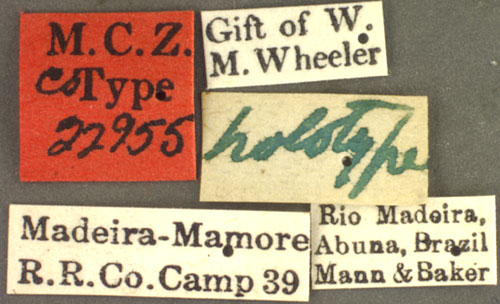 M.C.Z.
CoType
22955
Gift of W.
M. Wheeler
holotype
Madeira-Mamore
R.R.Co.Camp 39
Rio Madeira,
Abuna, Brazil
Mann & Baker